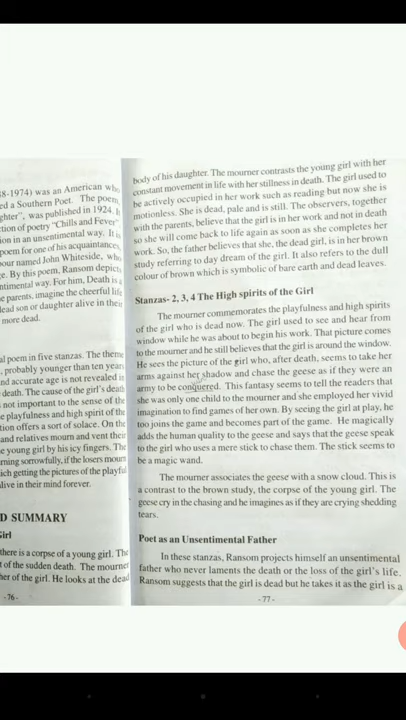 8-1974) was an American who
ed a Southern Poet. The poem,
ghter", was published in 1924. It
ction of poetry "Chills and Fever"
ion in an unsentimental way. It is
poem for one of his acquaintances,
our named John Whiteside, who
ge. By this poem, Ransom depicts
ntimental way. For him, Death is a
e parents, imagine the cheerful life
ead son or daughter alive in their
more dead.
al poem in five stanzas. The theme
, probably younger than ten years
nd accurate age is not revealed in
death. The cause of the girl's death
not important to the sense of the
e playfulness and high spirit of the
tion offers a sort of solace. On the
and relatives mourn and vent their
e young girl by his icy fingers. The
rning sorrowfully, if the losers mourn
ich getting the pictures of the playful
alive in their mind forever.
D SUMMARY
Girl
there is a corpse of a young girl. The
t of the sudden death. The mourner
her of the girl. He looks at the dead
-76-
body of his daughter. The mourner contrasts the young girl with her
constant movement in life with her stillness in death. The girl used to
be actively occupied in her work such as reading but now she is
motionless. She is dead, pale and is still. The observers, together
with the parents, believe that the girl is in her work and not in death
so she will come back to life again as soon as she completes her
work. So, the father believes that she, the dead girl, is in her brown
study referring to day dream of the girl. It also refers to the dull
colour of brown which is symbolic of bare earth and dead leaves.
Stanzas- 2, 3, 4 The High spirits of the Girl
The mourner commemorates the playfulness and high spirits
of the girl who is dead now. The girl used to see and hear from
window while he was about to begin his work. That picture comes
to the mourner and he still believes that the girl is around the window.
He sees the picture of the girl who, after death, seems to take her
arms against her shadow and chase the geese as if they were an
army to be conquered. This fantasy seems to tell the readers that
she was only one child to the mourner and she employed her vivid
imagination to find games of her own. By seeing the girl at play, he
too joins the game and becomes part of the game. He magically
adds the human quality to the geese and says that the geese speak
to the girl who uses a mere stick to chase them. The stick seems to
be a magic wand.
The mourner associates the geese with a snow cloud. This is
a contrast to the brown study, the corpse of the young girl. The
geese cry in the chasing and he imagines as if they are crying shedding
tears.
Poet as an Unsentimental Father
In these stanzas, Ransom projects himself an unsentimental
father who never laments the death or the loss of the girl's life.
Ransom suggests that the girl is dead but he takes it as the girl is a
-77-